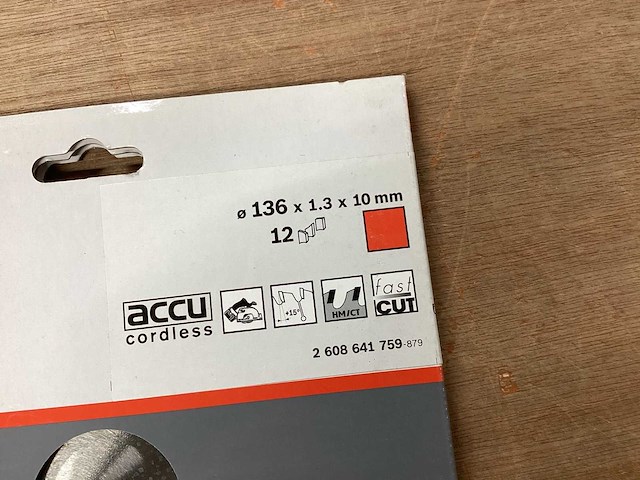 ø 136 x 1.3 x 10 mm
12
accu
cordless
+15°
HM/CT
fast
CUT
2 608 641 759-879